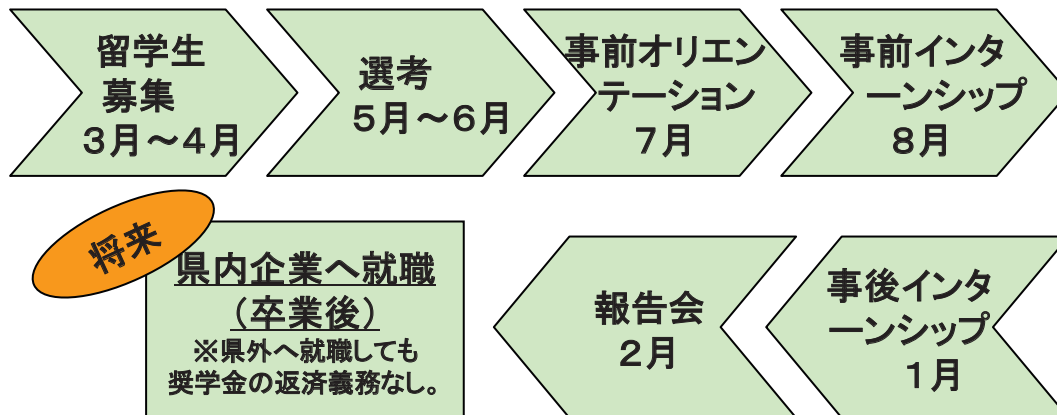 留学生
募集
３月～４月
選考
５月～６月
事前オリエン
テーション
７月
事前インタ
ーンシップ
８月
将来
県内企業へ就職
（卒業後）
※県外へ就職しても
奨学金の返済義務なし。
報告会
２月
事後インタ
ーンシップ
１月